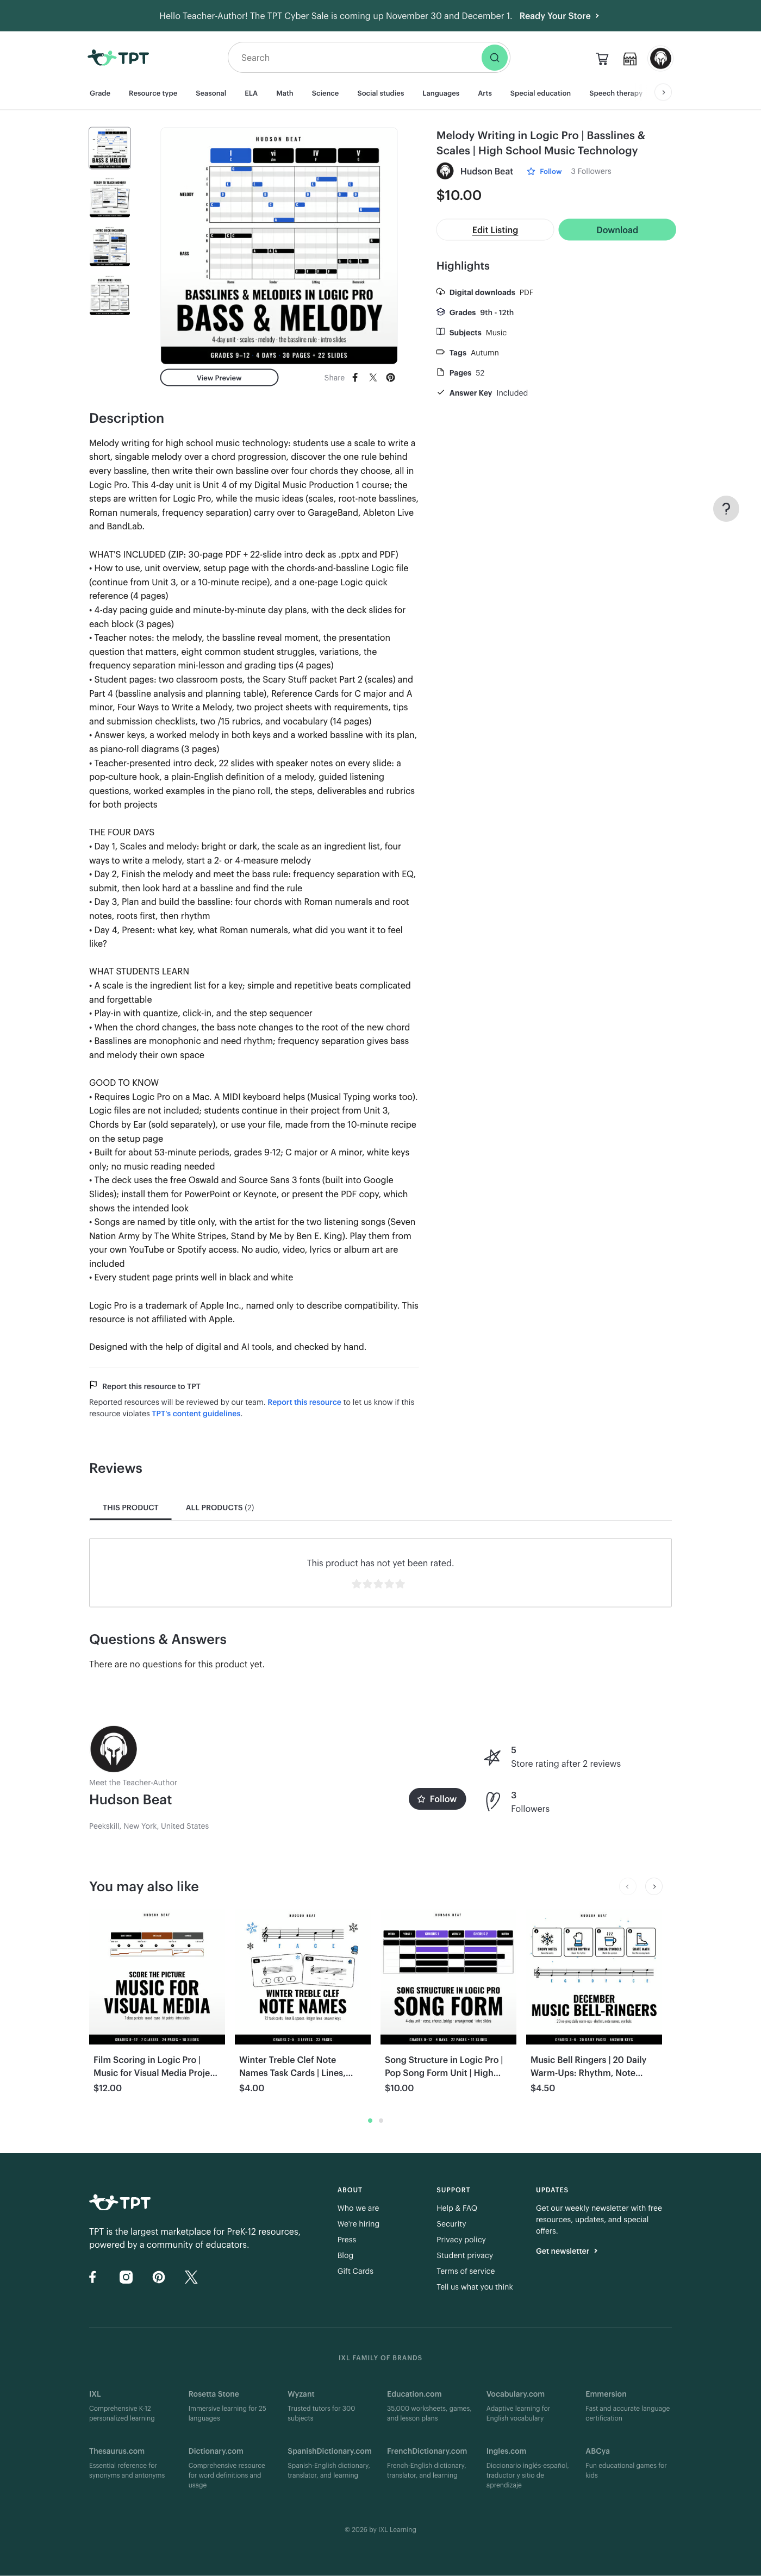 Hello Teacher-Author! The TPT Cyber Sale is coming up November 30 and December 1. Ready Your Store
TPT
Search
Grade Resource type Seasonal ELA Math Science Social studies Languages Arts Special education Speech therapy
HUDSON BEAT
I vi IV V
C Am F G
MELODY
BASS
BASSLINES & MELODIES IN LOGIC PRO
BASS & MELODY
4-day unit · scales · melody · the bassline rule · two projects
GRADES 9–12 · 4 DAYS · 30 PAGES + 22 SLIDES
View Preview
Share
Melody Writing in Logic Pro | Basslines &
Scales | High School Music Technology
Hudson Beat Follow 3 Followers
$10.00
Edit Listing
Download
Highlights
Digital downloads PDF
Grades 9th - 12th
Subjects Music
Tags Autumn
Pages 52
Answer Key Included
?
Description
Melody writing for high school music technology: students use a scale to write a
short, singable melody over a chord progression, discover the one rule behind
every bassline, then write their own bassline over four chords they choose, all in
Logic Pro. This 4-day unit is Unit 4 of my Digital Music Production 1 course; the
steps are written for Logic Pro, while the music ideas (scales, root-note basslines,
Roman numerals, frequency separation) carry over to GarageBand, Ableton Live
and BandLab.
WHAT'S INCLUDED (ZIP: 30-page PDF + 22-slide intro deck as .pptx and PDF)
• How to use, unit overview, setup page with the chords-and-bassline Logic file
(continue from Unit 3, or a 10-minute recipe), and a one-page Logic quick
reference (4 pages)
• 4-day pacing guide and minute-by-minute day plans, with the deck slides for
each block (3 pages)
• Teacher notes: the melody, the bassline reveal moment, the presentation
question that matters, eight common student struggles, variations, the
frequency separation mini-lesson and grading tips (4 pages)
• Student pages: two classroom posts, the Scary Stuff packet Part 2 (scales) and
Part 4 (bassline analysis and planning table), Reference Cards for C major and A
minor, Four Ways to Write a Melody, two project sheets with requirements, tips
and submission checklists, two /15 rubrics, and vocabulary (14 pages)
• Answer keys, a worked melody in both keys and a worked bassline with its plan,
as piano-roll diagrams (3 pages)
• Teacher-presented intro deck, 22 slides with speaker notes on every slide: a
pop-culture hook, a plain-English definition of a melody, guided listening
questions, worked examples in the piano roll, the steps, deliverables and rubrics
for both projects
THE FOUR DAYS
• Day 1, Scales and melody: bright or dark, the scale as an ingredient list, four
ways to write a melody, start a 2- or 4-measure melody
• Day 2, Finish the melody and meet the bass rule: frequency separation with EQ,
submit, then look hard at a bassline and find the rule
• Day 3, Plan and build the bassline: four chords with Roman numerals and root
notes, roots first, then rhythm
• Day 4, Present: what key, what Roman numerals, what did you want it to feel
like?
WHAT STUDENTS LEARN
• A scale is the ingredient list for a key; simple and repetitive beats complicated
and forgettable
• Play-in with quantize, click-in, and the step sequencer
• When the chord changes, the bass note changes to the root of the new chord
• Basslines are monophonic and need rhythm; frequency separation gives bass
and melody their own space
GOOD TO KNOW
• Requires Logic Pro on a Mac. A MIDI keyboard helps (Musical Typing works too).
Logic files are not included; students continue in their project from Unit 3,
Chords by Ear (sold separately), or use your file, made from the 10-minute recipe
on the setup page
• Built for about 53-minute periods, grades 9-12; C major or A minor, white keys
only; no music reading needed
• The deck uses the free Oswald and Source Sans 3 fonts (built into Google
Slides); install them for PowerPoint or Keynote, or present the PDF copy, which
shows the intended look
• Songs are named by title only, with the artist for the two listening songs (Seven
Nation Army by The White Stripes, Stand by Me by Ben E. King). Play them from
your own YouTube or Spotify access. No audio, video, lyrics or album art are
included
• Every student page prints well in black and white
Logic Pro is a trademark of Apple Inc., named only to describe compatibility. This
resource is not affiliated with Apple.
Designed with the help of digital and AI tools, and checked by hand.
Report this resource to TPT
Reported resources will be reviewed by our team. Report this resource to let us know if this
resource violates TPT's content guidelines.
Reviews
THIS PRODUCT ALL PRODUCTS (2)
This product has not yet been rated.
Questions & Answers
There are no questions for this product yet.
Meet the Teacher-Author
Hudson Beat
Peekskill, New York, United States
Follow
5
Store rating after 2 reviews
3
Followers
You may also like
HUDSON BEAT
SCORE THE PICTURE
MUSIC FOR
VISUAL MEDIA
Film Scoring in Logic Pro |
Music for Visual Media Proje...
$12.00
HUDSON BEAT
F A C E
WINTER TREBLE CLEF
NOTE NAMES
Winter Treble Clef Note
Names Task Cards | Lines,...
$4.00
HUDSON BEAT
SONG STRUCTURE IN LOGIC PRO
SONG FORM
Song Structure in Logic Pro |
Pop Song Form Unit | High...
$10.00
HUDSON BEAT
DECEMBER
MUSIC BELL-RINGERS
Music Bell Ringers | 20 Daily
Warm-Ups: Rhythm, Note...
$4.50
TPT
TPT is the largest marketplace for PreK-12 resources,
powered by a community of educators.
ABOUT
Who we are
We're hiring
Press
Blog
Gift Cards
SUPPORT
Help & FAQ
Security
Privacy policy
Student privacy
Terms of service
Tell us what you think
UPDATES
Get our weekly newsletter with free
resources, updates, and special
offers.
Get newsletter
IXL FAMILY OF BRANDS
IXL
Comprehensive K-12
personalized learning
Rosetta Stone
Immersive learning for 25
languages
Wyzant
Trusted tutors for 300
subjects
Education.com
35,000 worksheets, games,
and lesson plans
Vocabulary.com
Adaptive learning for
English vocabulary
Emmersion
Fast and accurate language
certification
Thesaurus.com
Essential reference for
synonyms and antonyms
Dictionary.com
Comprehensive resource
for word definitions and
usage
SpanishDictionary.com
Spanish-English dictionary,
translator, and learning
FrenchDictionary.com
French-English dictionary,
translator, and learning
Ingles.com
Diccionario inglés-español,
traductor y sitio de
aprendizaje
ABCya
Fun educational games for
kids
© 2026 by IXL Learning